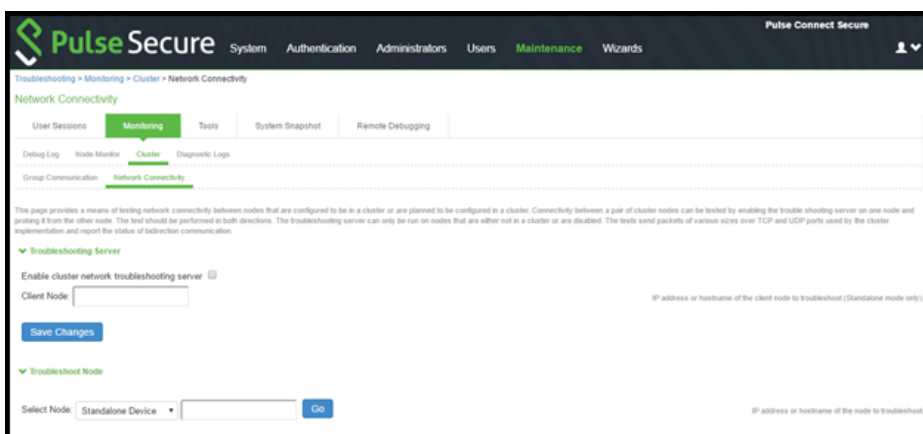 Pulse Connect Secure
Pulse Secure System Authentication Administrators Users Maintenance Wizards
Troubleshooting > Monitoring > Cluster > Network Connectivity
Network Connectivity
User Sessions Monitoring Tools System Snapshot Remote Debugging
Debug Log Node Monitor Cluster Diagnostic Logs
Group Communication Network Connectivity
This page provides a means of testing network connectivity between nodes that are configured to be in a cluster or are planned to be configured in a cluster. Connectivity between a pair of cluster nodes can be tested by enabling the trouble shooting server on one node and
probing it from the other node. The test should be performed in both directions. The troubleshooting server can only be run on nodes that are either not in a cluster or are disabled. The tests send packets of various sizes over TCP and UDP ports used by the cluster
implementation and report the status of bidirection communication.
Troubleshooting Server
Enable cluster network troubleshooting server
Client Node: IP address or hostname of the client node to troubleshoot (Standalone mode only)
Save Changes
Troubleshoot Node
Select Node: Standalone Device Go IP address or hostname of the node to troubleshoot